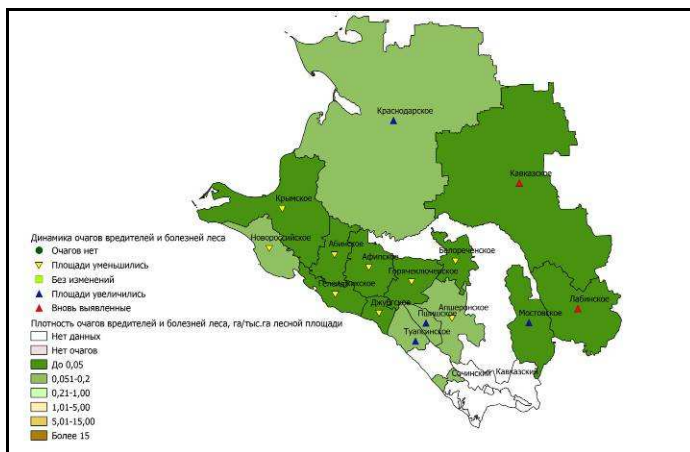 Краснодарское
Кавказское
Крымское
Новороссийское
Абинское
Афипское
Белореченское
Горячеключевское
Геленджикское
Джубгское
Апшеронское
Пшишское
Туапсинское
Мостовское
Лабинское
Сочинский
Кавказский
Динамика очагов вредителей и болезней леса
Очагов нет
Площади уменьшились
Без изменений
Площади увеличились
Вновь выявленные
Плотность очагов вредителей и болезней леса, га/тыс.га лесной площади
Нет данных
Нет очагов
До 0,05
0,051-0,2
0,21-1,00
1,01-5,00
5,01-15,00
Более 15